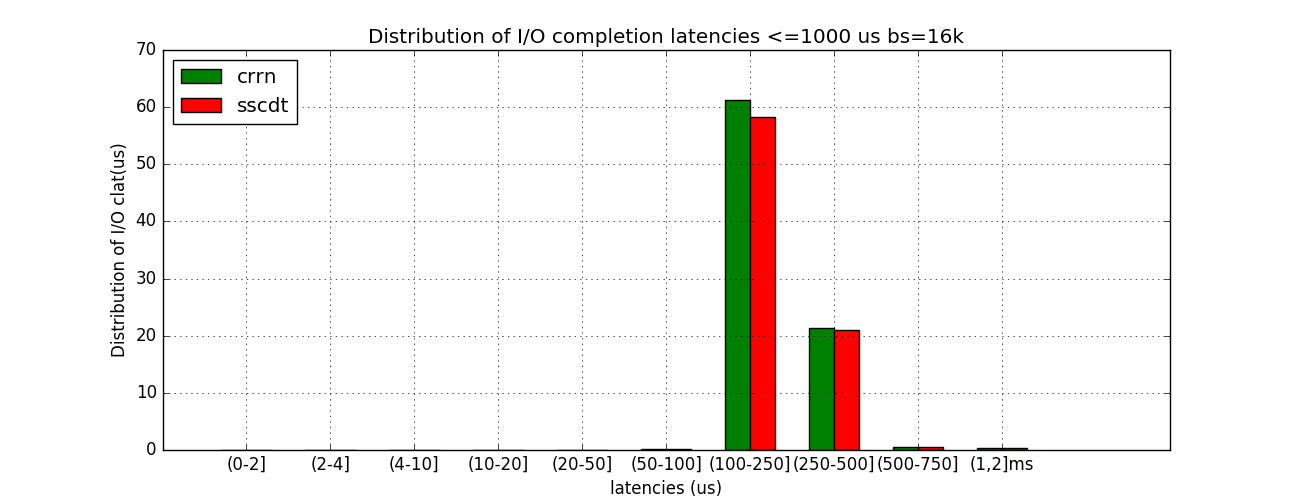 Distribution of I/O completion latencies <=1000 us bs=16k
crrn
sscdt
Distribution of I/O clat(us)
70
60
50
40
30
20
10
0
(0-2] (2-4] (4-10] (10-20] (20-50] (50-100] (100-250] (250-500] (500-750] (1,2]ms
latencies (us)